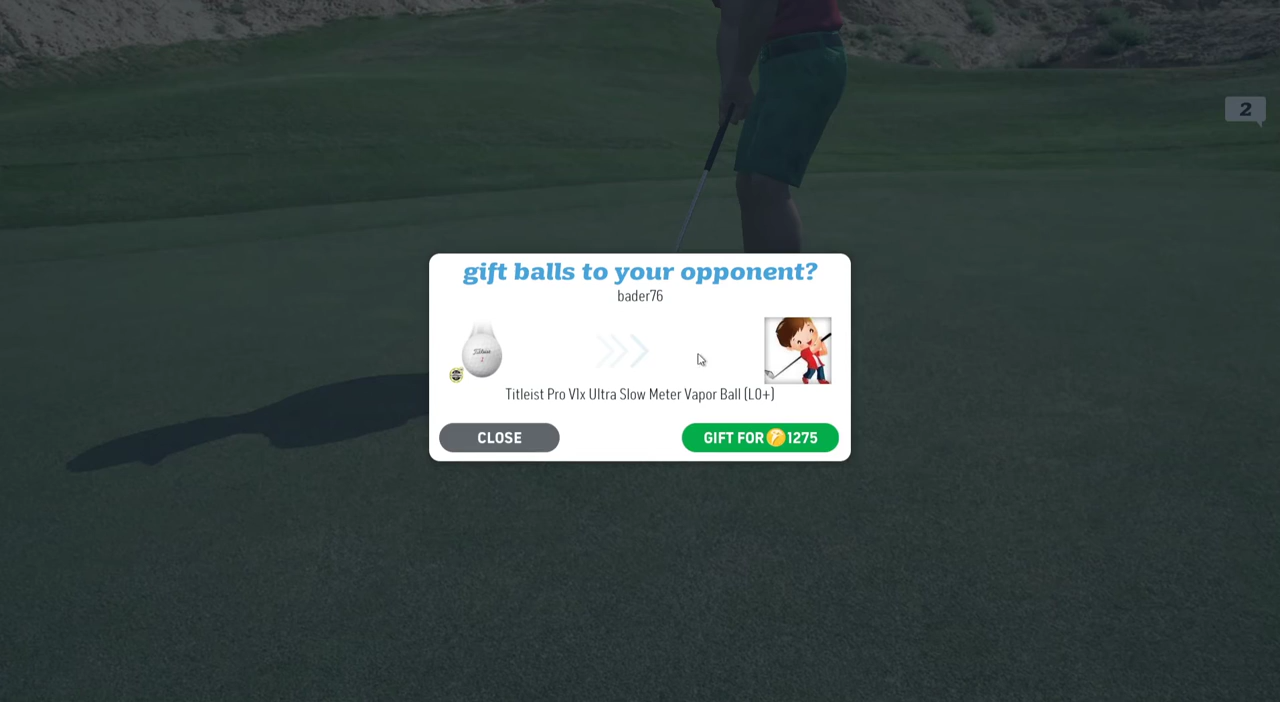 2
gift balls to your opponent?
bader76
Titleist
Titleist Pro V1x Ultra Slow Meter Vapor Ball (L0+)
CLOSE
GIFT FOR 1275